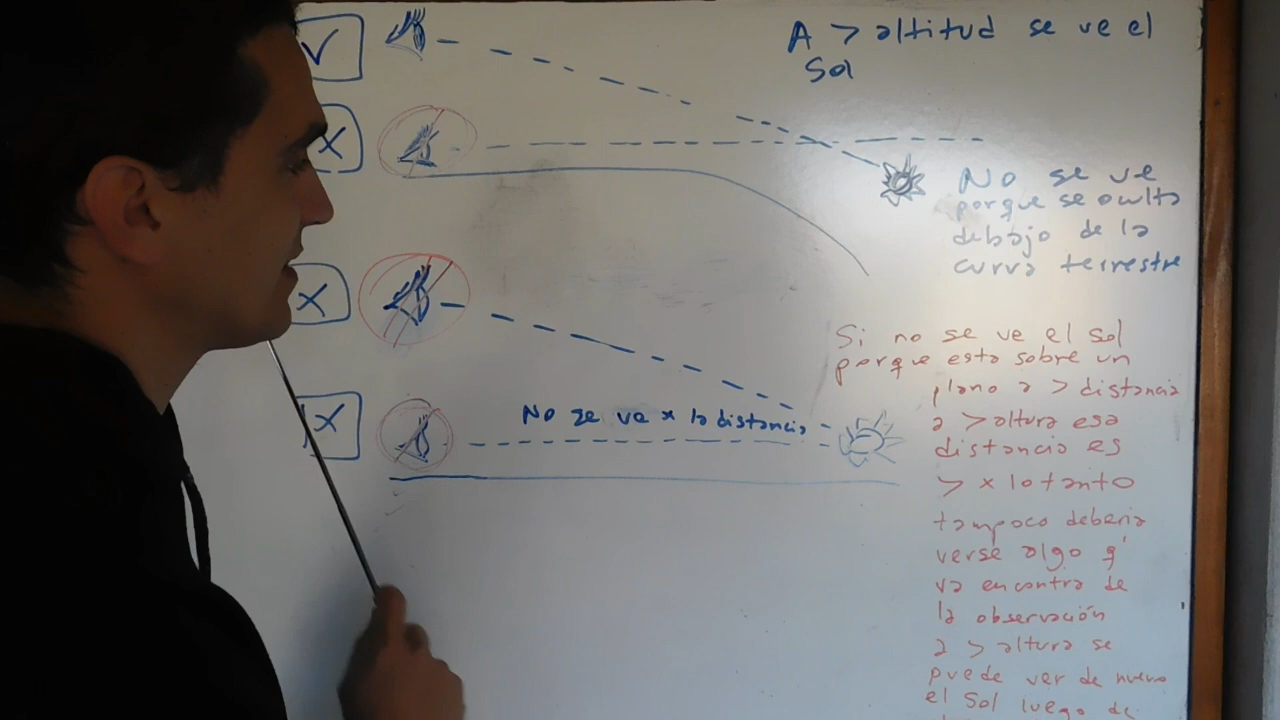 A > altitud se ve el
Sol
No se ve
porque se oculta
debajo de la
curva terrestre
No se ve x la distancia
Si no se ve el sol
porque esta sobre un
plano a > distancia
a > altura esa
distancia es
> x lo tanto
tampoco deberia
verse algo q'
va encontra de
la observación
a > altura se
puede ver de nuevo
el Sol luego de